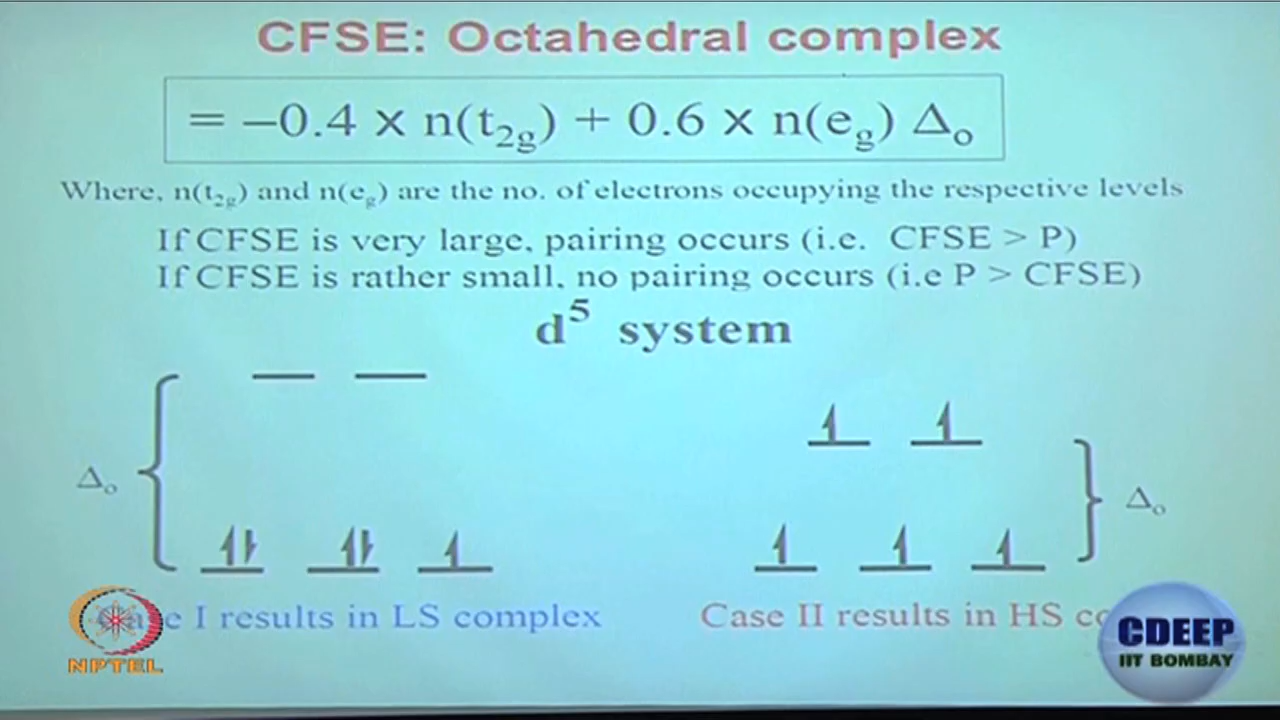 CFSE: Octahedral complex
= −0.4 x n(t₂g) + 0.6 x n(eg) Δₒ
Where, n(t₂g) and n(eg) are the no. of electrons occupying the respective levels
If CFSE is very large, pairing occurs (i.e. CFSE > P)
If CFSE is rather small, no pairing occurs (i.e P > CFSE)
d⁵ system
Δₒ
Δₒ
I results in LS complex
Case II results in HS
NPTEL
CDEEP
IIT BOMBAY